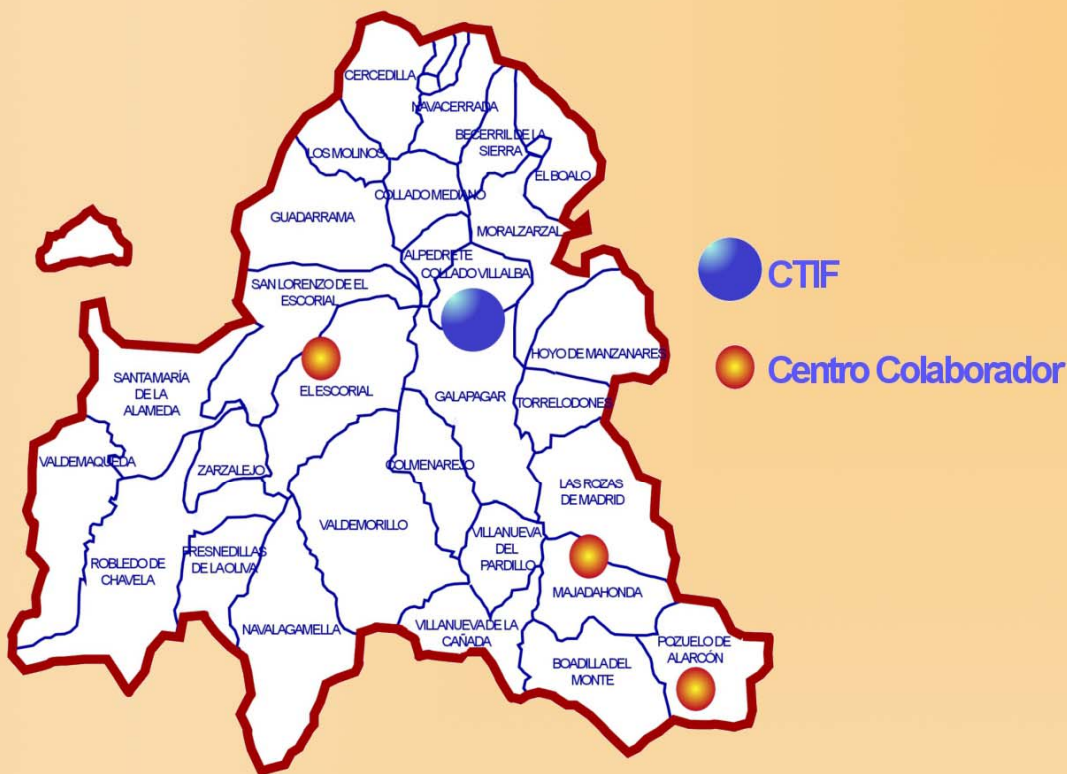 CERCEDILLA
NAVACERRADA
BECERRIL DE LA
SIERRA
LOS MOLINOS
EL BOALO
COLLADO MEDIANO
GUADARRAMA
MORALZARZAL
ALPEDRETE
COLLADO VILLALBA
SAN LORENZO DE EL
ESCORIAL
CTIF
HOYO DE MANZANARES
Centro Colaborador
SANTA MARÍA
DE LA
ALAMEDA
EL ESCORIAL
GALAPAGAR
TORRELODONES
VALDEMAQUEDA
ZARZALEJO
COLMENAREJO
LAS ROZAS
DE MADRID
VALDEMORILLO
VILLANUEVA
DEL
PARDILLO
ROBLEDO DE
CHAVELA
FRESNEDILLAS
DE LA OLIVA
MAJADAHONDA
NAVALAGAMELLA
VILLANUEVA DE LA
CAÑADA
POZUELO DE
ALARCÓN
BOADILLA DEL
MONTE